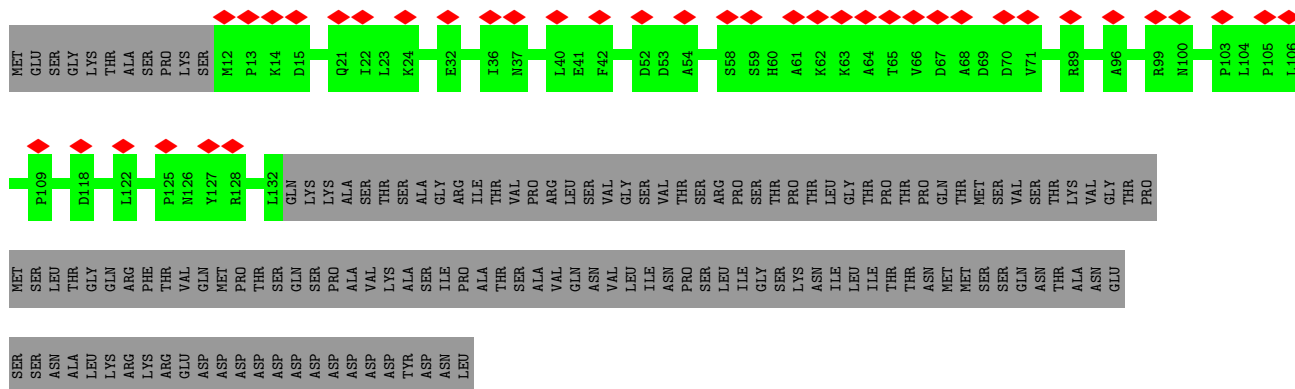 MET GLU SER GLY LYS THR ALA SER PRO LYS SER M12 P13 K14 D15 Q21 I22 L23 K24 E32 I36 N37 L40 E41 F42 D52 D53 A54 S58 S59 H60 A61 K62 K63 A64 T65 V66 D67 A68 D69 D70 V71 R89 A96 R99 N100 P103 L104 P105 L106
P109 D118 L122 P125 N126 Y127 R128 L132 GLN LYS LYS ALA SER THR SER ALA GLY ARG ILE THR VAL PRO ARG LEU SER VAL GLY SER VAL THR SER ARG PRO SER THR PRO THR LEU GLY THR PRO THR PRO GLN THR MET SER VAL SER THR LYS VAL GLY THR PRO
MET SER LEU THR GLY GLN ARG PHE THR VAL GLN MET PRO THR SER GLN SER PRO ALA VAL LYS ALA SER ILE PRO ALA THR SER ALA VAL GLN ASN VAL LEU ILE ASN PRO SER LEU ILE GLY SER LYS ASN ILE LEU ILE THR THR ASN MET MET SER SER GLN ASN THR ALA ASN GLU
SER SER ASN ALA LEU LYS ARG LYS ARG GLU ASP ASP ASP ASP ASP ASP ASP ASP ASP ASP TYR ASP ASN LEU